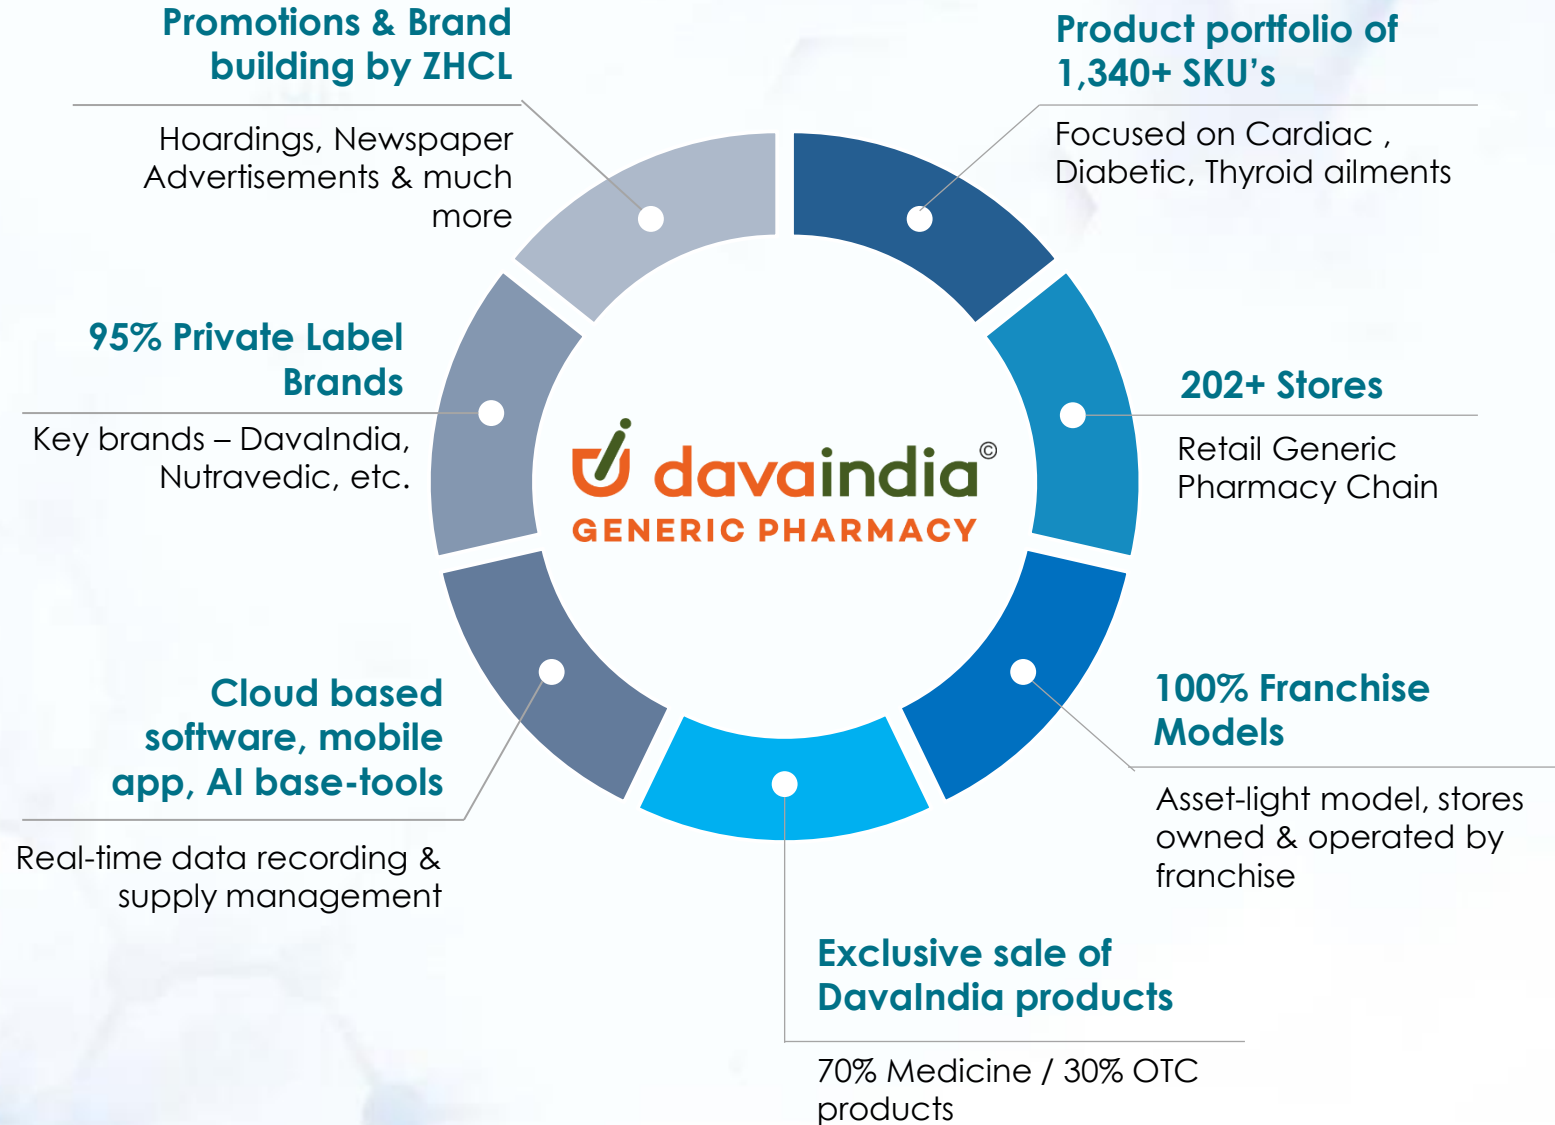 Promotions & Brand
building by ZHCL
Hoardings, Newspaper
Advertisements & much
more
Product portfolio of
1,340+ SKU's
Focused on Cardiac ,
Diabetic, Thyroid ailments
95% Private Label
Brands
Key brands – DavaIndia,
Nutravedic, etc.
davaindia©
GENERIC PHARMACY
202+ Stores
Retail Generic
Pharmacy Chain
Cloud based
software, mobile
app, AI base-tools
Real-time data recording &
supply management
100% Franchise
Models
Asset-light model, stores
owned & operated by
franchise
Exclusive sale of
DavaIndia products
70% Medicine / 30% OTC
products